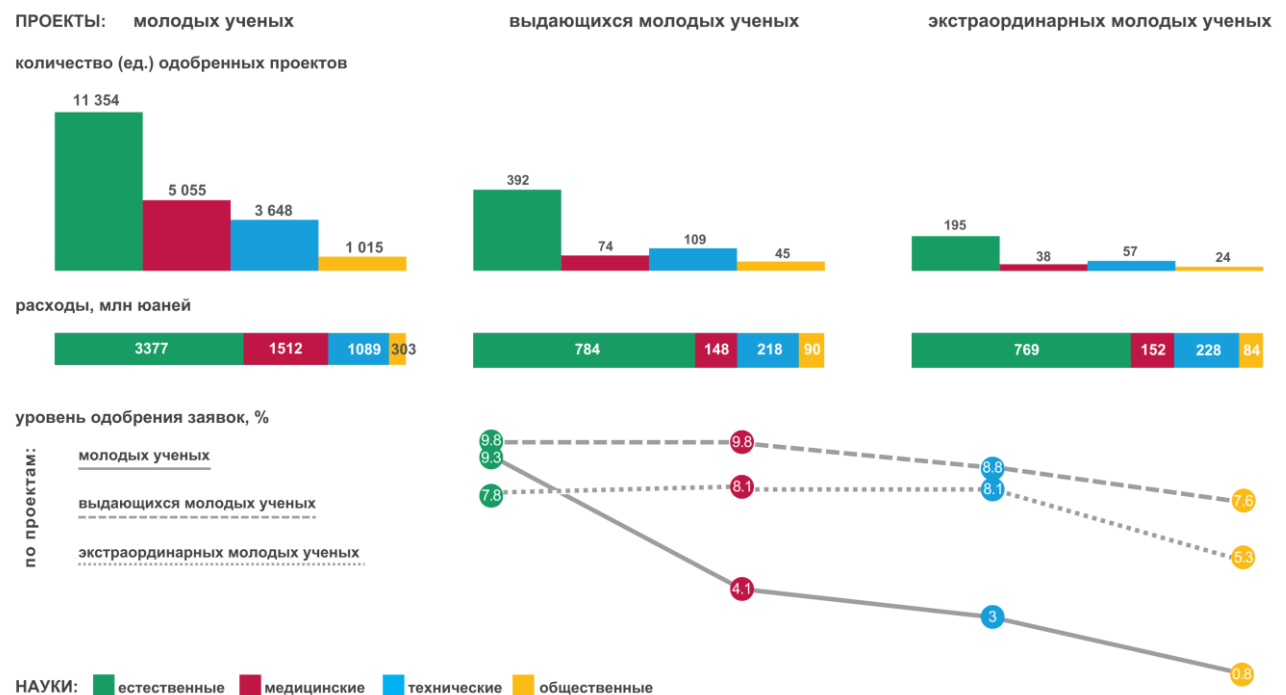 ПРОЕКТЫ: молодых ученых выдающихся молодых ученых экстраординарных молодых ученых
количество (ед.) одобренных проектов
11 354 5 055 3 648 1 015
392 74 109 45
195 38 57 24
расходы, млн юаней
3377 1512 1089 303
784 148 218 90
769 152 228 84
уровень одобрения заявок, %
по проектам:
молодых ученых
выдающихся молодых ученых
экстраординарных молодых ученых
9.8 9.8 8.8 7.6
9.3 4.1 3 0.8
7.8 8.1 8.1 5.3
НАУКИ: естественные медицинские технические общественные